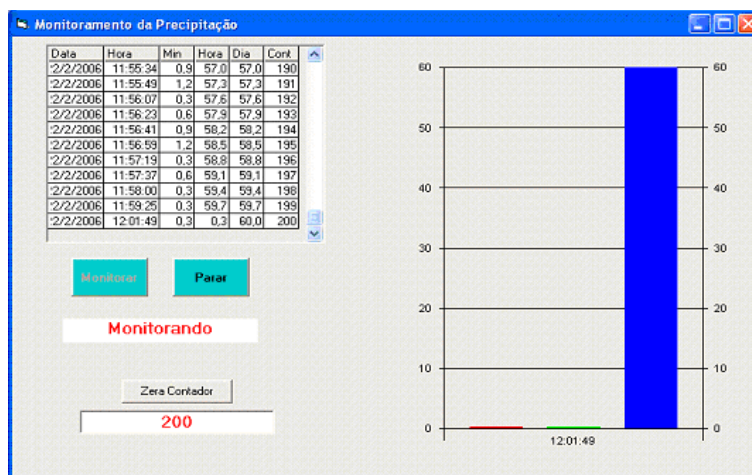 Monitoramento da Precipitação
Data Hora Min Hora Dia Cont
2/2/2006 11:55:34 0,9 57,0 57,0 190
2/2/2006 11:55:49 1,2 57,3 57,3 191
2/2/2006 11:56:07 0,3 57,6 57,6 192
2/2/2006 11:56:23 0,6 57,9 57,9 193
2/2/2006 11:56:41 0,9 58,2 58,2 194
2/2/2006 11:56:59 1,2 58,5 58,5 195
2/2/2006 11:57:19 0,3 58,8 58,8 196
2/2/2006 11:57:37 0,6 59,1 59,1 197
2/2/2006 11:58:00 0,3 59,4 59,4 198
2/2/2006 11:59:25 0,3 59,7 59,7 199
2/2/2006 12:01:49 0,3 0,3 60,0 200
Monitorar Parar
Monitorando
Zera Contador
200
60 60
50 50
40 40
30 30
20 20
10 10
0 0
12:01:49